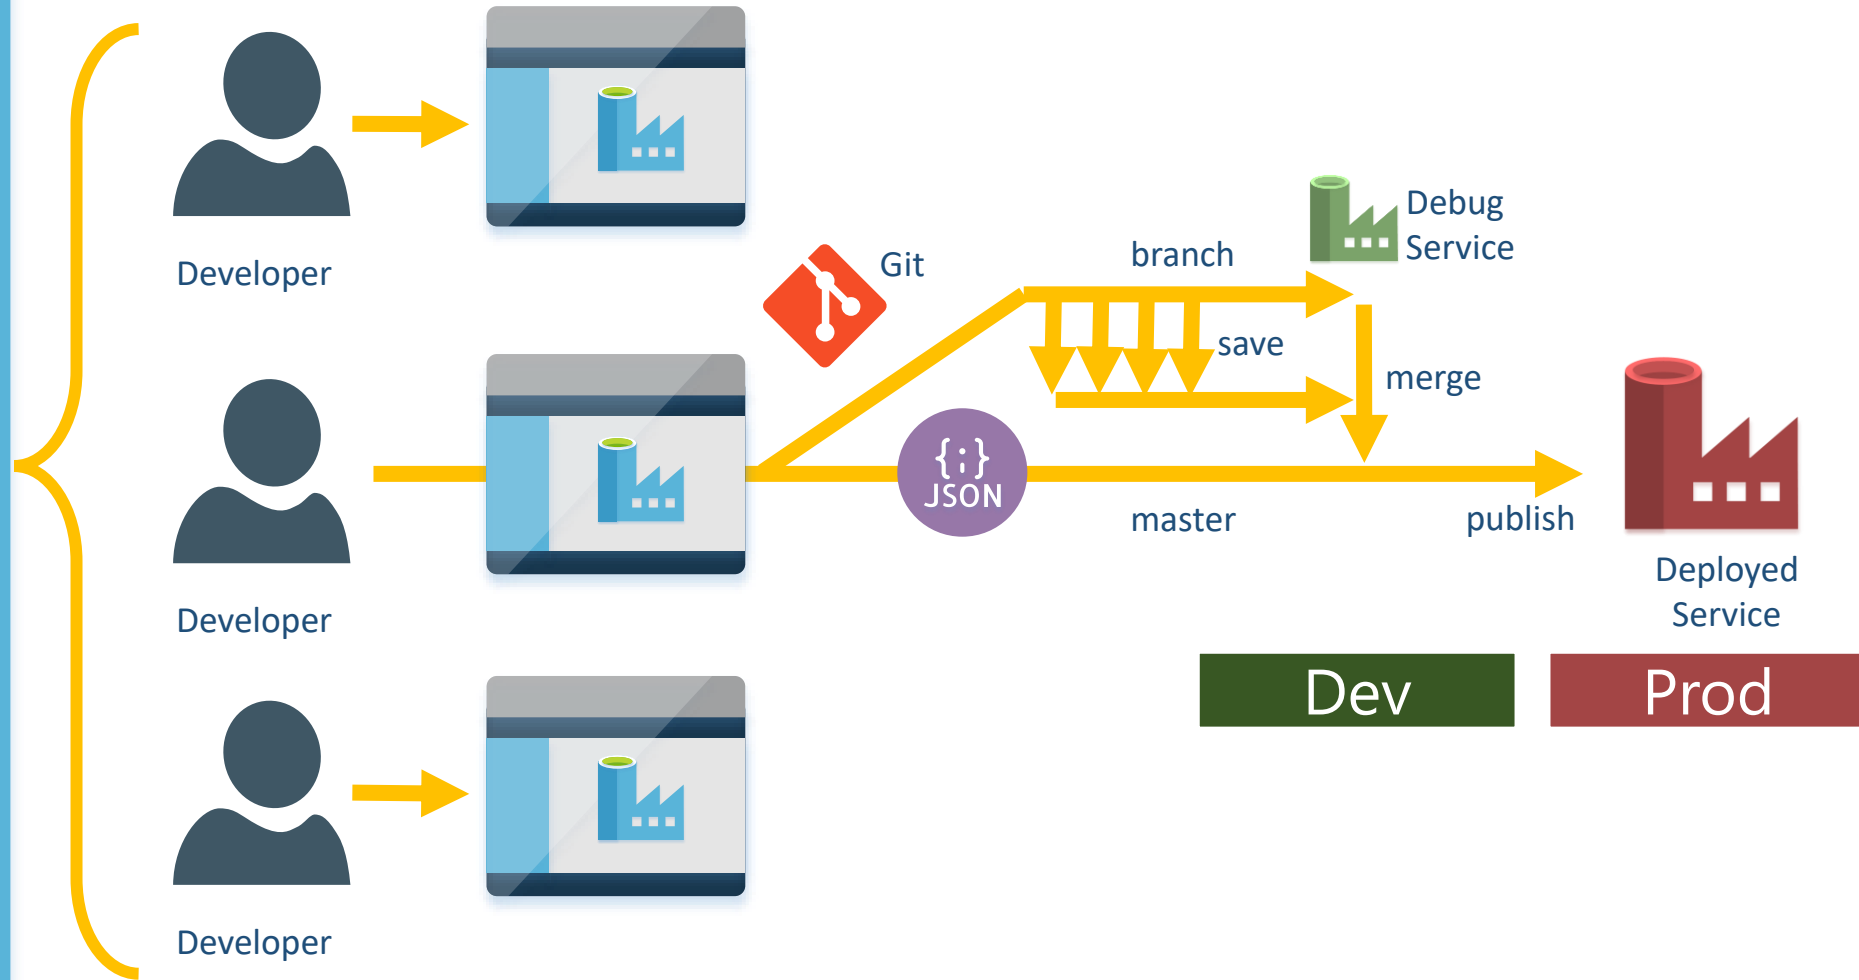 Developer
Developer
Developer
Git
branch
Debug
Service
save
merge
{;}
JSON
master
publish
Deployed
Service
Dev
Prod